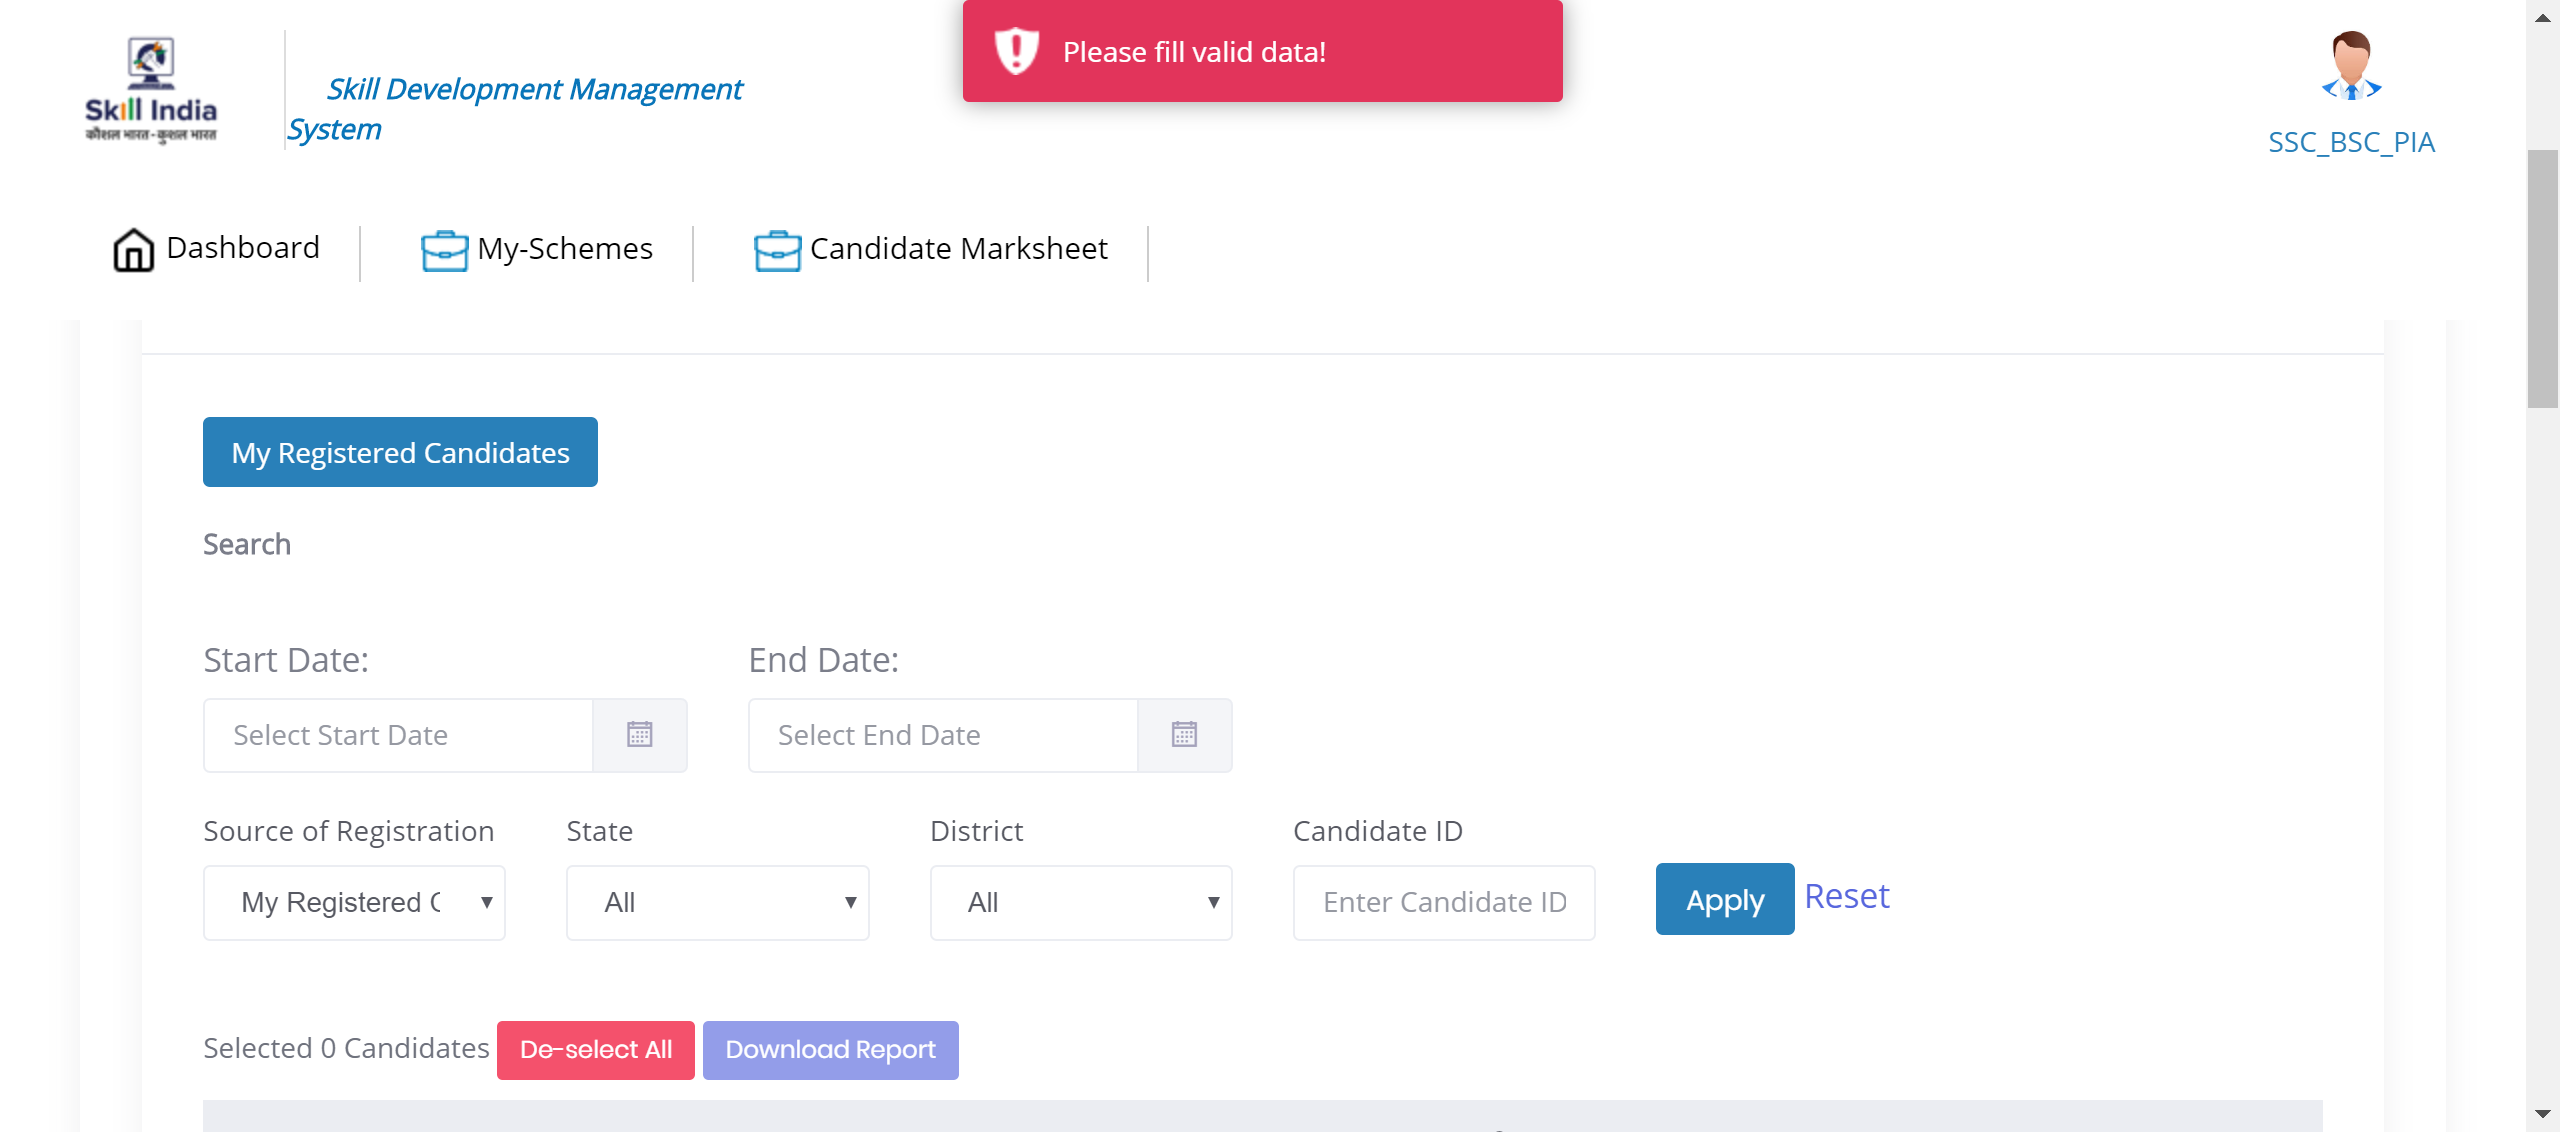 Please fill valid data!
Skill India
कौशल भारत - कुशल भारत
Skill Development Management
System
SSC_BSC_PIA
Dashboard
My-Schemes
Candidate Marksheet
My Registered Candidates
Search
Start Date:
End Date:
Select Start Date
Select End Date
Source of Registration
State
District
Candidate ID
My Registered C
All
All
Enter Candidate ID
Apply
Reset
Selected 0 Candidates
De-select All
Download Report